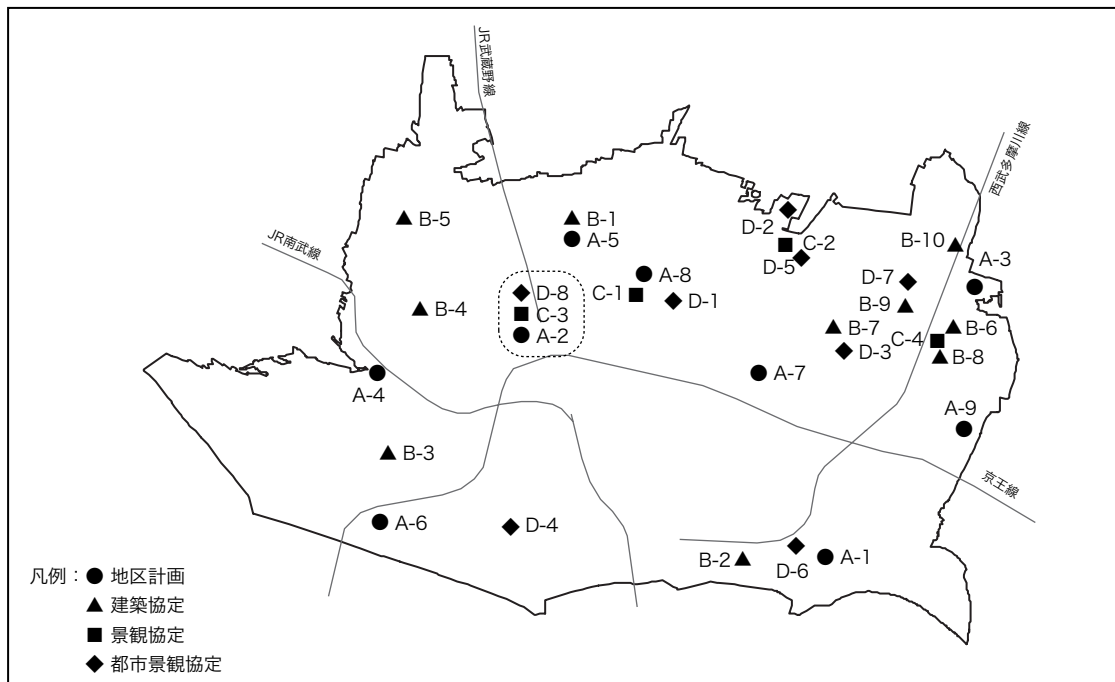 JR武蔵野線
西武多摩川線
JR南武線
京王線
B-5
B-1
A-5
D-2
C-2
D-5
B-10
A-3
A-8
C-1
D-1
D-7
B-9
D-8
C-3
A-2
B-4
B-7
C-4
B-6
D-3
B-8
A-4
A-7
A-9
B-3
A-6
D-4
B-2
D-6
A-1
凡例：●地区計画
▲建築協定
■景観協定
◆都市景観協定